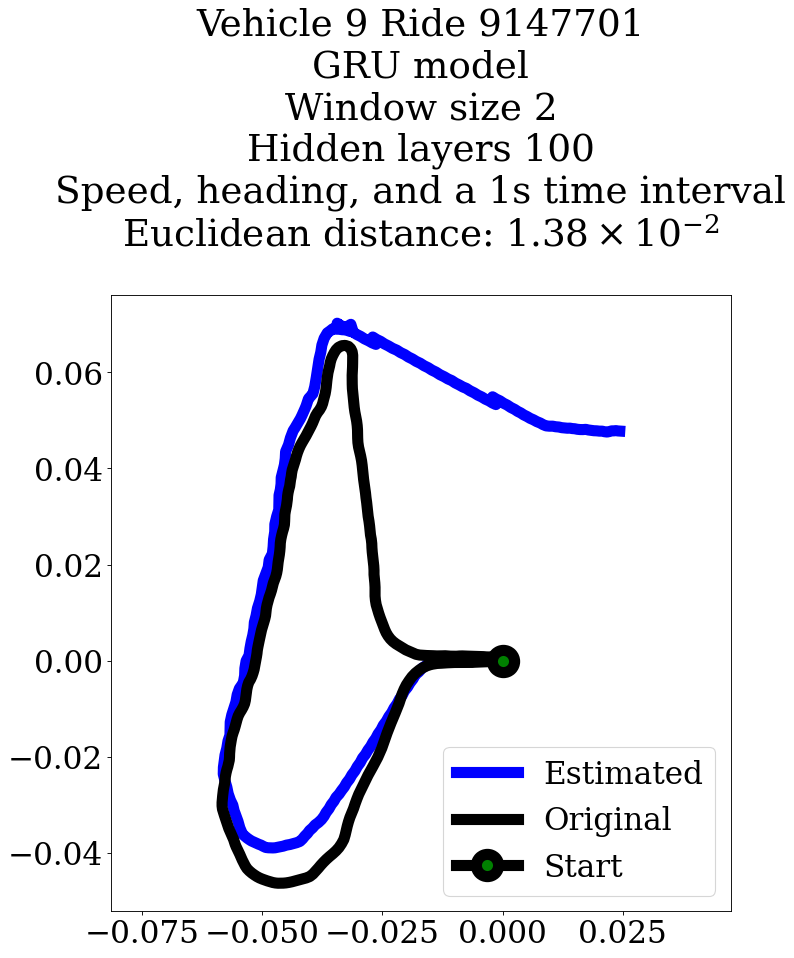 Vehicle 9 Ride 9147701
GRU model
Window size 2
Hidden layers 100
Speed, heading, and a 1s time interval
Euclidean distance: 1.38 × 10⁻²
0.06
0.04
0.02
0.00
−0.02
−0.04
Estimated
Original
Start
−0.075 −0.050 −0.025 0.000 0.025